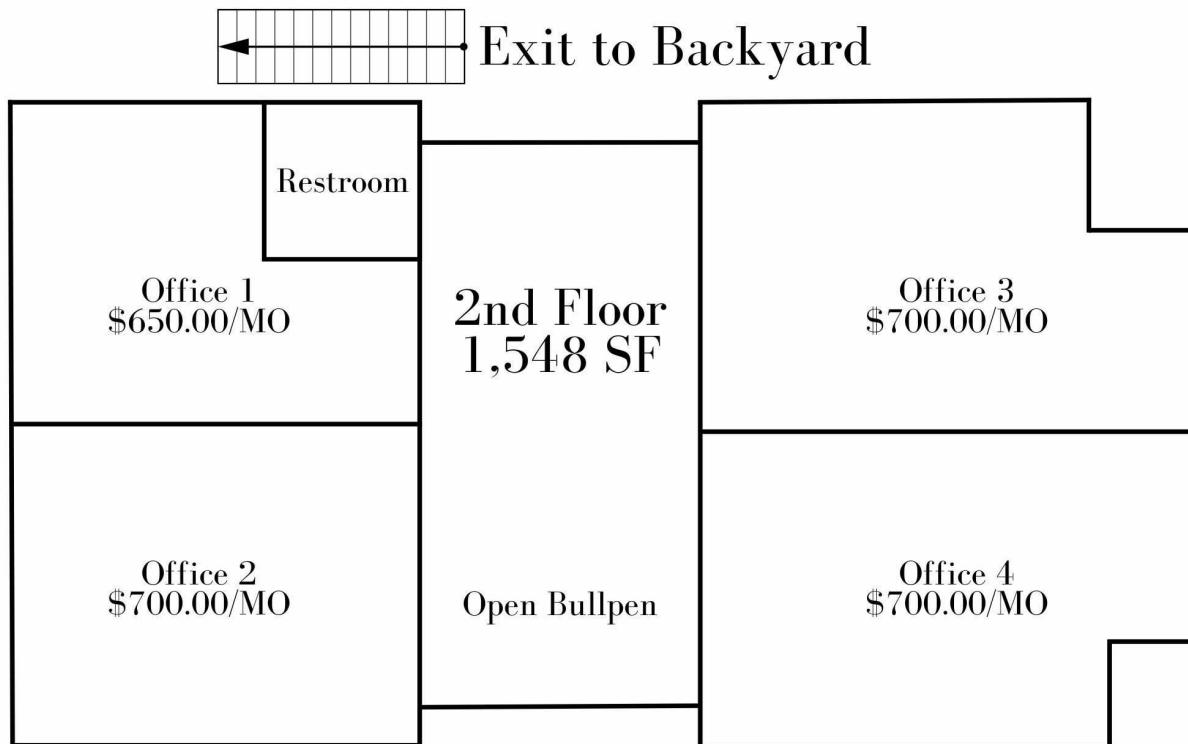 Exit to Backyard
Restroom
Office 1
$650.00/MO
2nd Floor
1,548 SF
Office 3
$700.00/MO
Office 2
$700.00/MO
Open Bullpen
Office 4
$700.00/MO